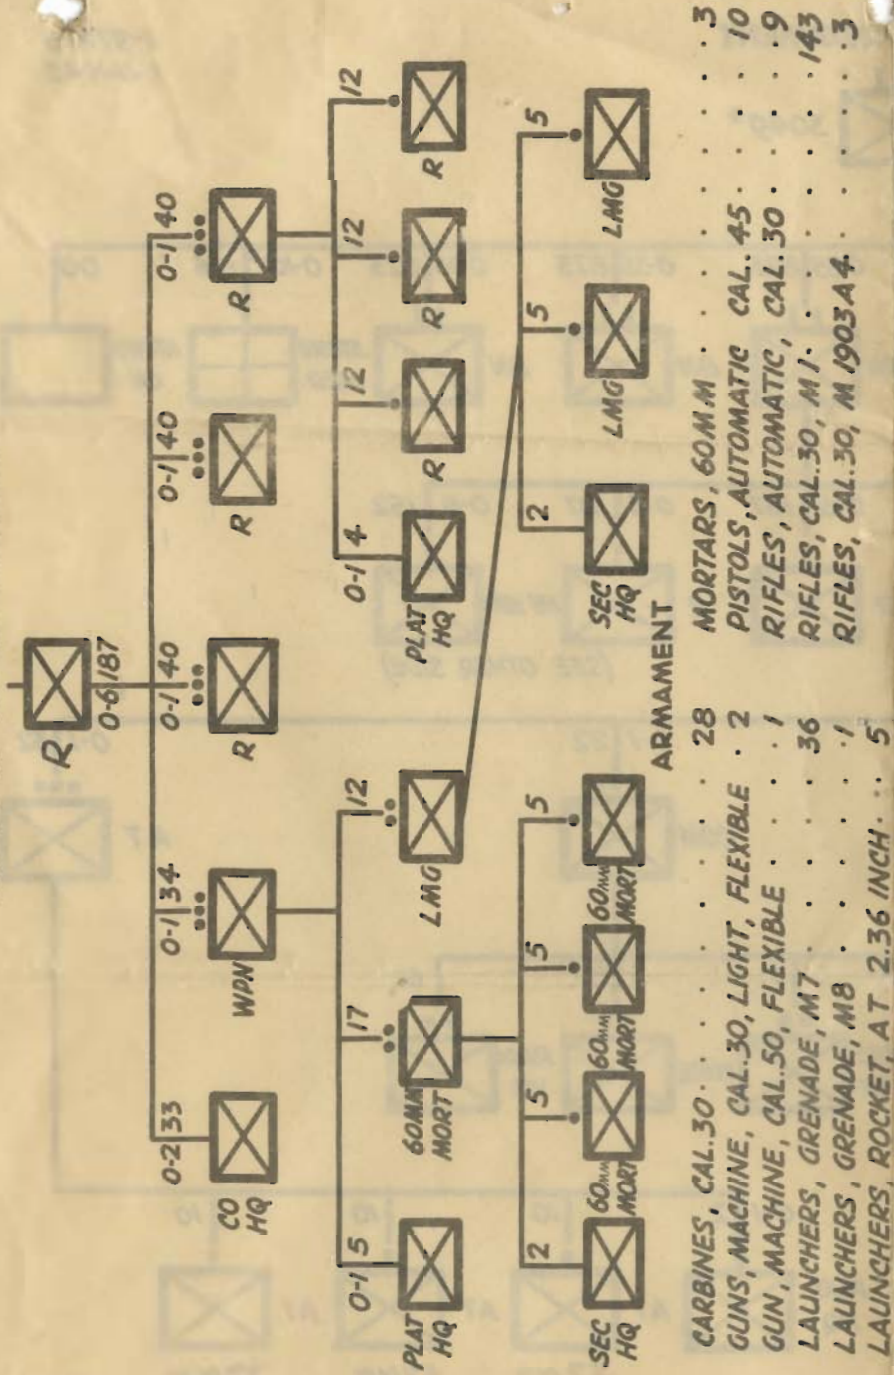 R
0-6 187
0-2 33 0-1 34 0-1 40 0-1 40 0-1 40
CO HQ WPN R R R
0-1 5 17 12 0-1 4 12 12 12
PLAT HQ 60MM MORT LMG PLAT HQ R R R
2 5 5 5 2 5 5
SEC HQ 60MM MORT 60MM MORT 60MM MORT SEC HQ LMG LMG
ARMAMENT
CARBINES, CAL.30 . . . . . . . . 28
GUNS, MACHINE, CAL.30, LIGHT, FLEXIBLE . 2
GUN, MACHINE, CAL.50, FLEXIBLE . . . 1
LAUNCHERS, GRENADE, M7 . . . . . 36
LAUNCHERS, GRENADE, M8 . . . . . 1
LAUNCHERS, ROCKET, AT 2.36 INCH . . . 5
MORTARS, 60MM . . . . . . . . 3
PISTOLS, AUTOMATIC CAL. 45 . . . . 10
RIFLES, AUTOMATIC, CAL. 30 . . . . 9
RIFLES, CAL.30, M1 . . . . . . . 143
RIFLES, CAL.30, M 1903 A4 . . . . . 3